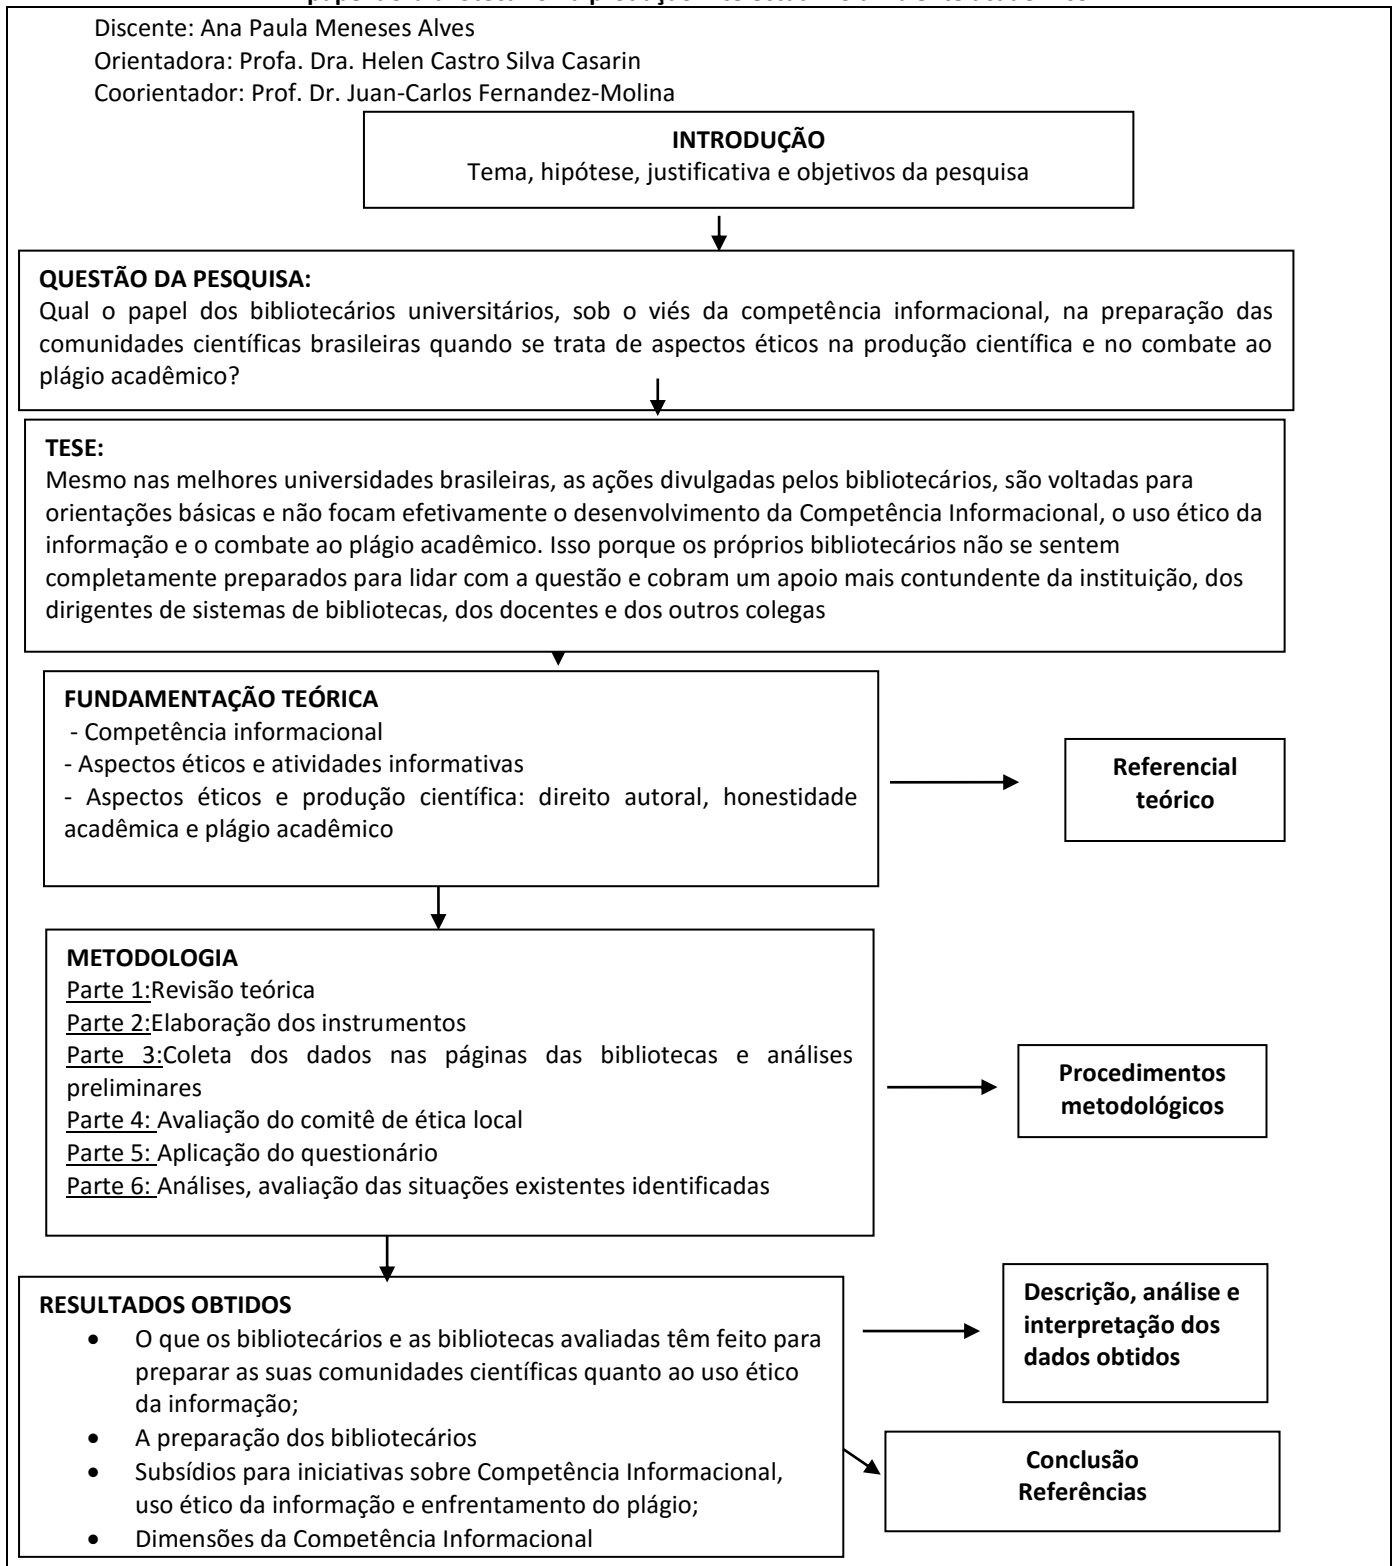 Discente: Ana Paula Meneses Alves
Orientadora: Profa. Dra. Helen Castro Silva Casarin
Coorientador: Prof. Dr. Juan-Carlos Fernandez-Molina
INTRODUÇÃO
Tema, hipótese, justificativa e objetivos da pesquisa
QUESTÃO DA PESQUISA:
Qual o papel dos bibliotecários universitários, sob o viés da competência informacional, na preparação das
comunidades científicas brasileiras quando se trata de aspectos éticos na produção científica e no combate ao
plágio acadêmico?
TESE:
Mesmo nas melhores universidades brasileiras, as ações divulgadas pelos bibliotecários, são voltadas para
orientações básicas e não focam efetivamente o desenvolvimento da Competência Informacional, o uso ético da
informação e o combate ao plágio acadêmico. Isso porque os próprios bibliotecários não se sentem
completamente preparados para lidar com a questão e cobram um apoio mais contundente da instituição, dos
dirigentes de sistemas de bibliotecas, dos docentes e dos outros colegas
FUNDAMENTAÇÃO TEÓRICA
- Competência informacional
- Aspectos éticos e atividades informativas
- Aspectos éticos e produção científica: direito autoral, honestidade
acadêmica e plágio acadêmico
Referencial
teórico
METODOLOGIA
Parte 1:Revisão teórica
Parte 2:Elaboração dos instrumentos
Parte 3:Coleta dos dados nas páginas das bibliotecas e análises
preliminares
Parte 4: Avaliação do comitê de ética local
Parte 5: Aplicação do questionário
Parte 6: Análises, avaliação das situações existentes identificadas
Procedimentos
metodológicos
RESULTADOS OBTIDOS
• O que os bibliotecários e as bibliotecas avaliadas têm feito para
preparar as suas comunidades científicas quanto ao uso ético
da informação;
• A preparação dos bibliotecários
• Subsídios para iniciativas sobre Competência Informacional,
uso ético da informação e enfrentamento do plágio;
• Dimensões da Competência Informacional
Descrição, análise e
interpretação dos
dados obtidos
Conclusão
Referências